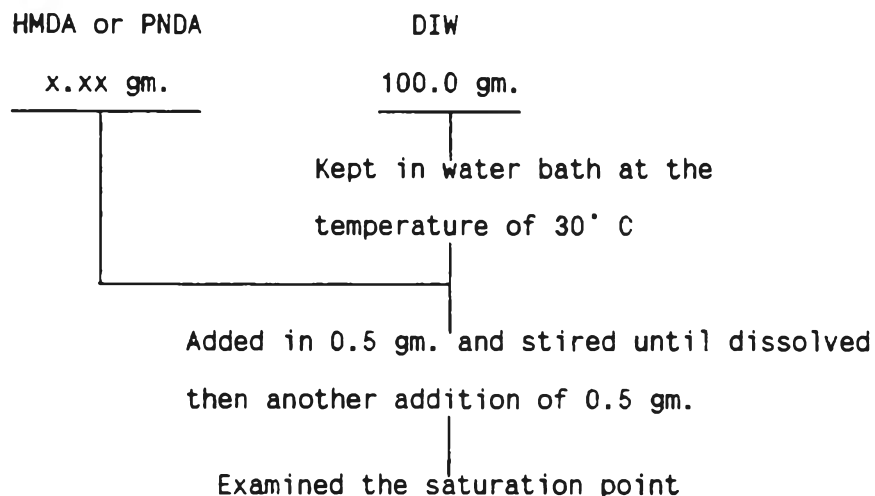 HMDA or PNDA DIW
x.xx gm. 100.0 gm.
Kept in water bath at the
temperature of 30° C
Added in 0.5 gm. and stired until dissolved
then another addition of 0.5 gm.
Examined the saturation point